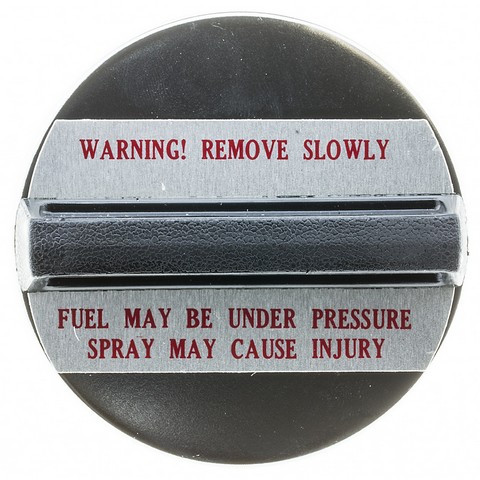 WARNING! REMOVE SLOWLY
FUEL MAY BE UNDER PRESSURE
SPRAY MAY CAUSE INJURY